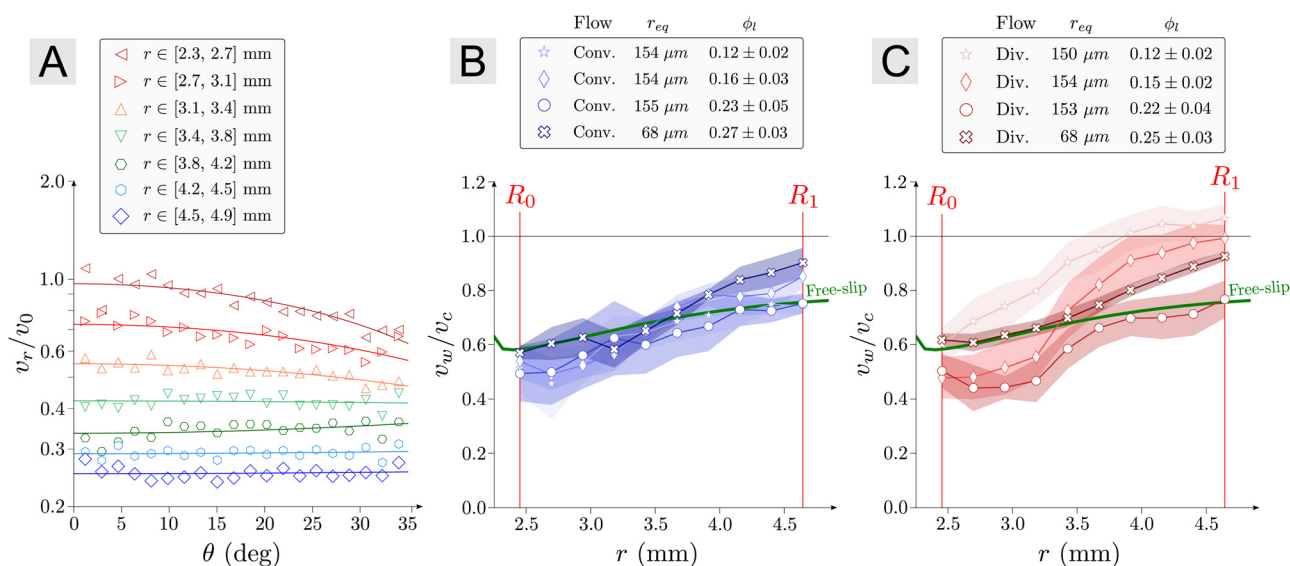 A
r ∈ [2.3, 2.7] mm
r ∈ [2.7, 3.1] mm
r ∈ [3.1, 3.4] mm
r ∈ [3.4, 3.8] mm
r ∈ [3.8, 4.2] mm
r ∈ [4.2, 4.5] mm
r ∈ [4.5, 4.9] mm
2.0
1.0
0.6
0.4
0.3
0.2
v_r/v_0
0 5 10 15 20 25 30 35
θ (deg)
B
Flow r_eq ϕ_l
Conv. 154 μm 0.12 ± 0.02
Conv. 154 μm 0.16 ± 0.03
Conv. 155 μm 0.23 ± 0.05
Conv. 68 μm 0.27 ± 0.03
1.2
1.0
0.8
0.6
0.4
0.2
0.0
v_w/v_c
R_0
R_1
Free-slip
2.5 3.0 3.5 4.0 4.5
r (mm)
C
Flow r_eq ϕ_l
Div. 150 μm 0.12 ± 0.02
Div. 154 μm 0.15 ± 0.02
Div. 153 μm 0.22 ± 0.04
Div. 68 μm 0.25 ± 0.03
1.2
1.0
0.8
0.6
0.4
0.2
0.0
v_w/v_c
R_0
R_1
Free-slip
2.5 3.0 3.5 4.0 4.5
r (mm)